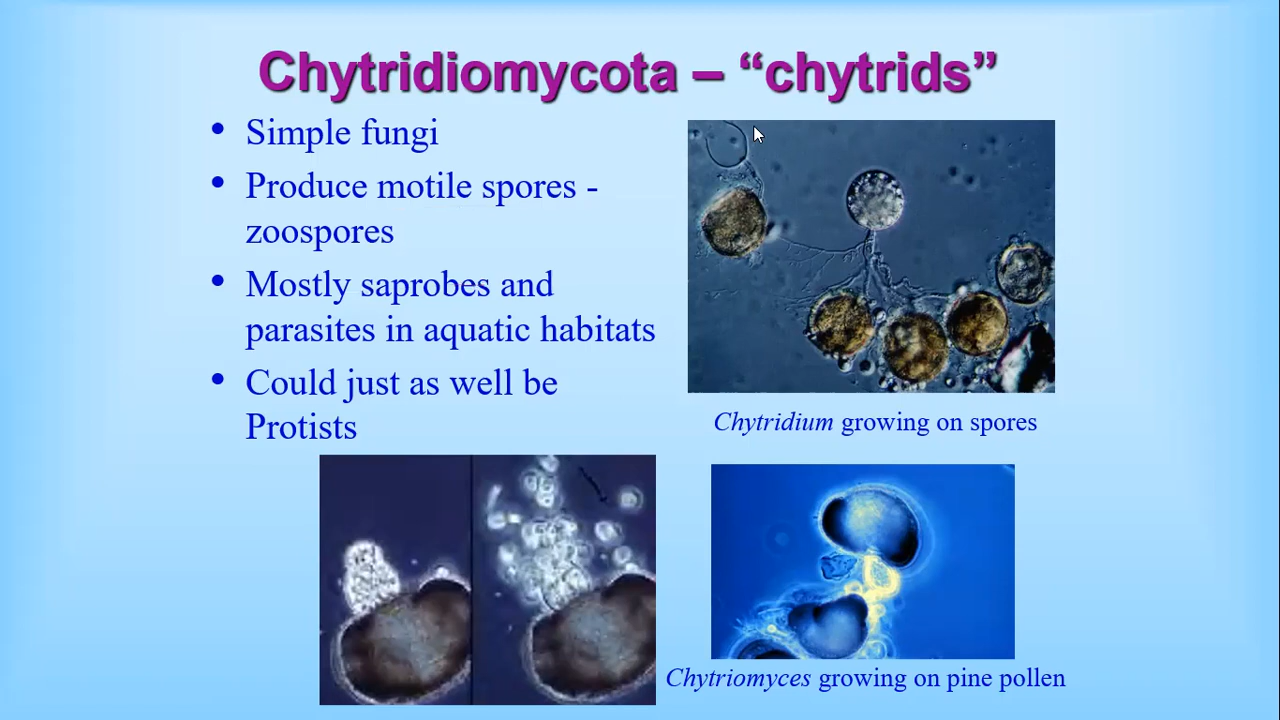 Chytridiomycota – “chytrids”
• Simple fungi
• Produce motile spores -
zoospores
• Mostly saprobes and
parasites in aquatic habitats
• Could just as well be
Protists
Chytridium growing on spores
Chytriomyces growing on pine pollen